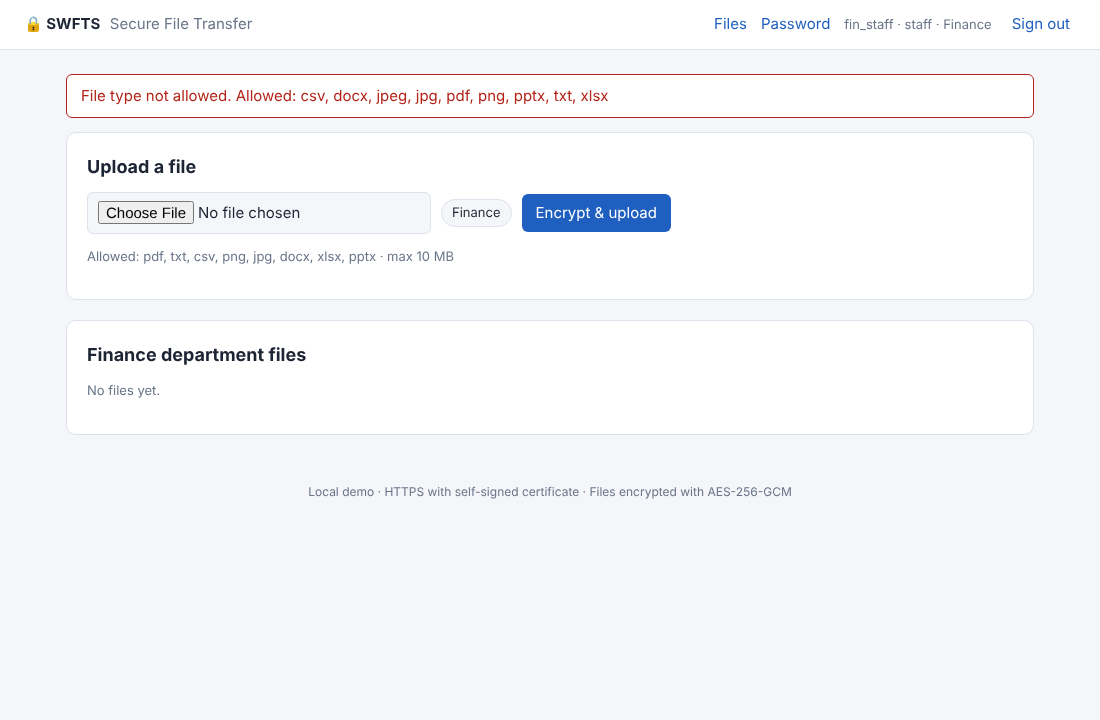 🔒 SWFTS Secure File Transfer Files Password fin_staff · staff · Finance Sign out
File type not allowed. Allowed: csv, docx, jpeg, jpg, pdf, png, pptx, txt, xlsx
Upload a file
Choose File No file chosen Finance Encrypt & upload
Allowed: pdf, txt, csv, png, jpg, docx, xlsx, pptx · max 10 MB
Finance department files
No files yet.
Local demo · HTTPS with self-signed certificate · Files encrypted with AES-256-GCM